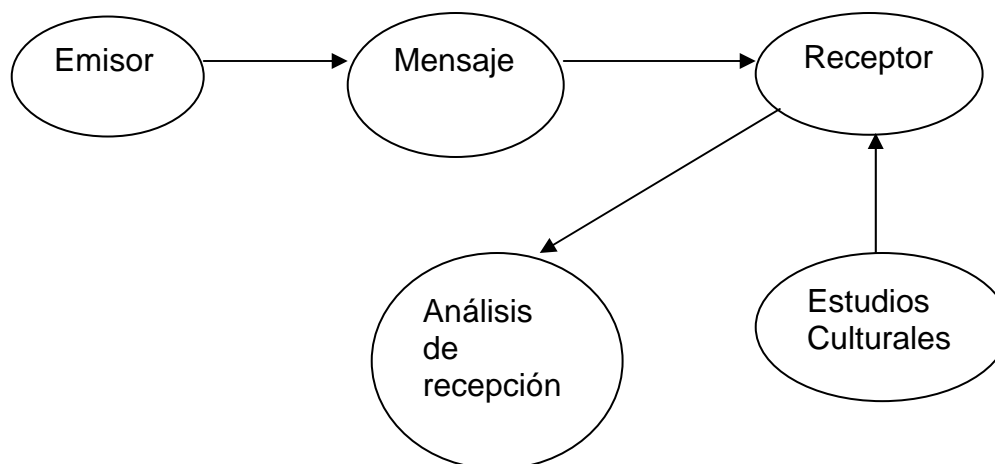 Emisor
Mensaje
Receptor
Análisis
de
recepción
Estudios
Culturales